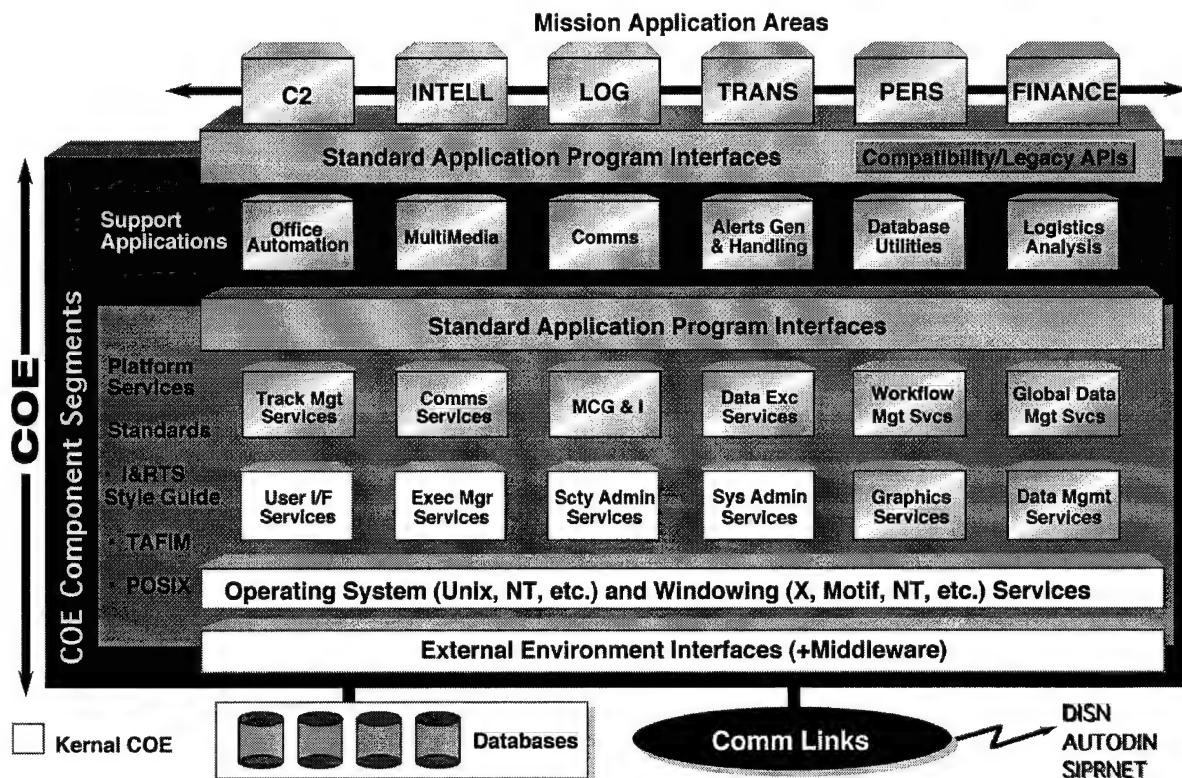 Mission Application Areas
C2
INTELL
LOG
TRANS
PERS
FINANCE
Standard Application Program Interfaces
Compatibility/Legacy APIs
Support
Applications
Office
Automation
MultiMedia
Comms
Alerts Gen
& Handling
Database
Utilities
Logistics
Analysis
COE
COE Component Segments
Standard Application Program Interfaces
Platform
Services
Standards
· I&RTS
Style Guide
· TAFIM
· POSIX
Track Mgt
Services
Comms
Services
MCG & I
Data Exc
Services
Workflow
Mgt Svcs
Global Data
Mgt Svcs
User I/F
Services
Exec Mgr
Services
Scty Admin
Services
Sys Admin
Services
Graphics
Services
Data Mgmt
Services
Operating System (Unix, NT, etc.) and Windowing (X, Motif, NT, etc.) Services
External Environment Interfaces (+Middleware)
Kernal COE
Databases
Comm Links
DISN
AUTODIN
SIPRNET